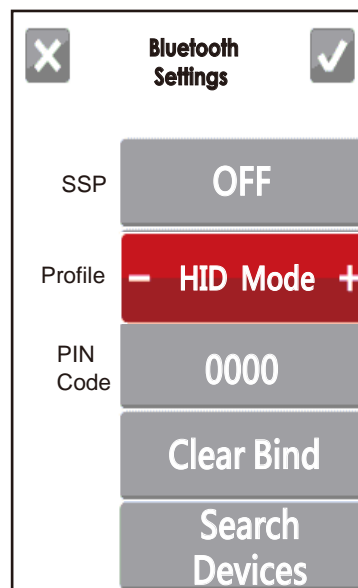 Bluetooth
Settings
SSP OFF
Profile − HID Mode +
PIN
Code 0000
Clear Bind
Search
Devices